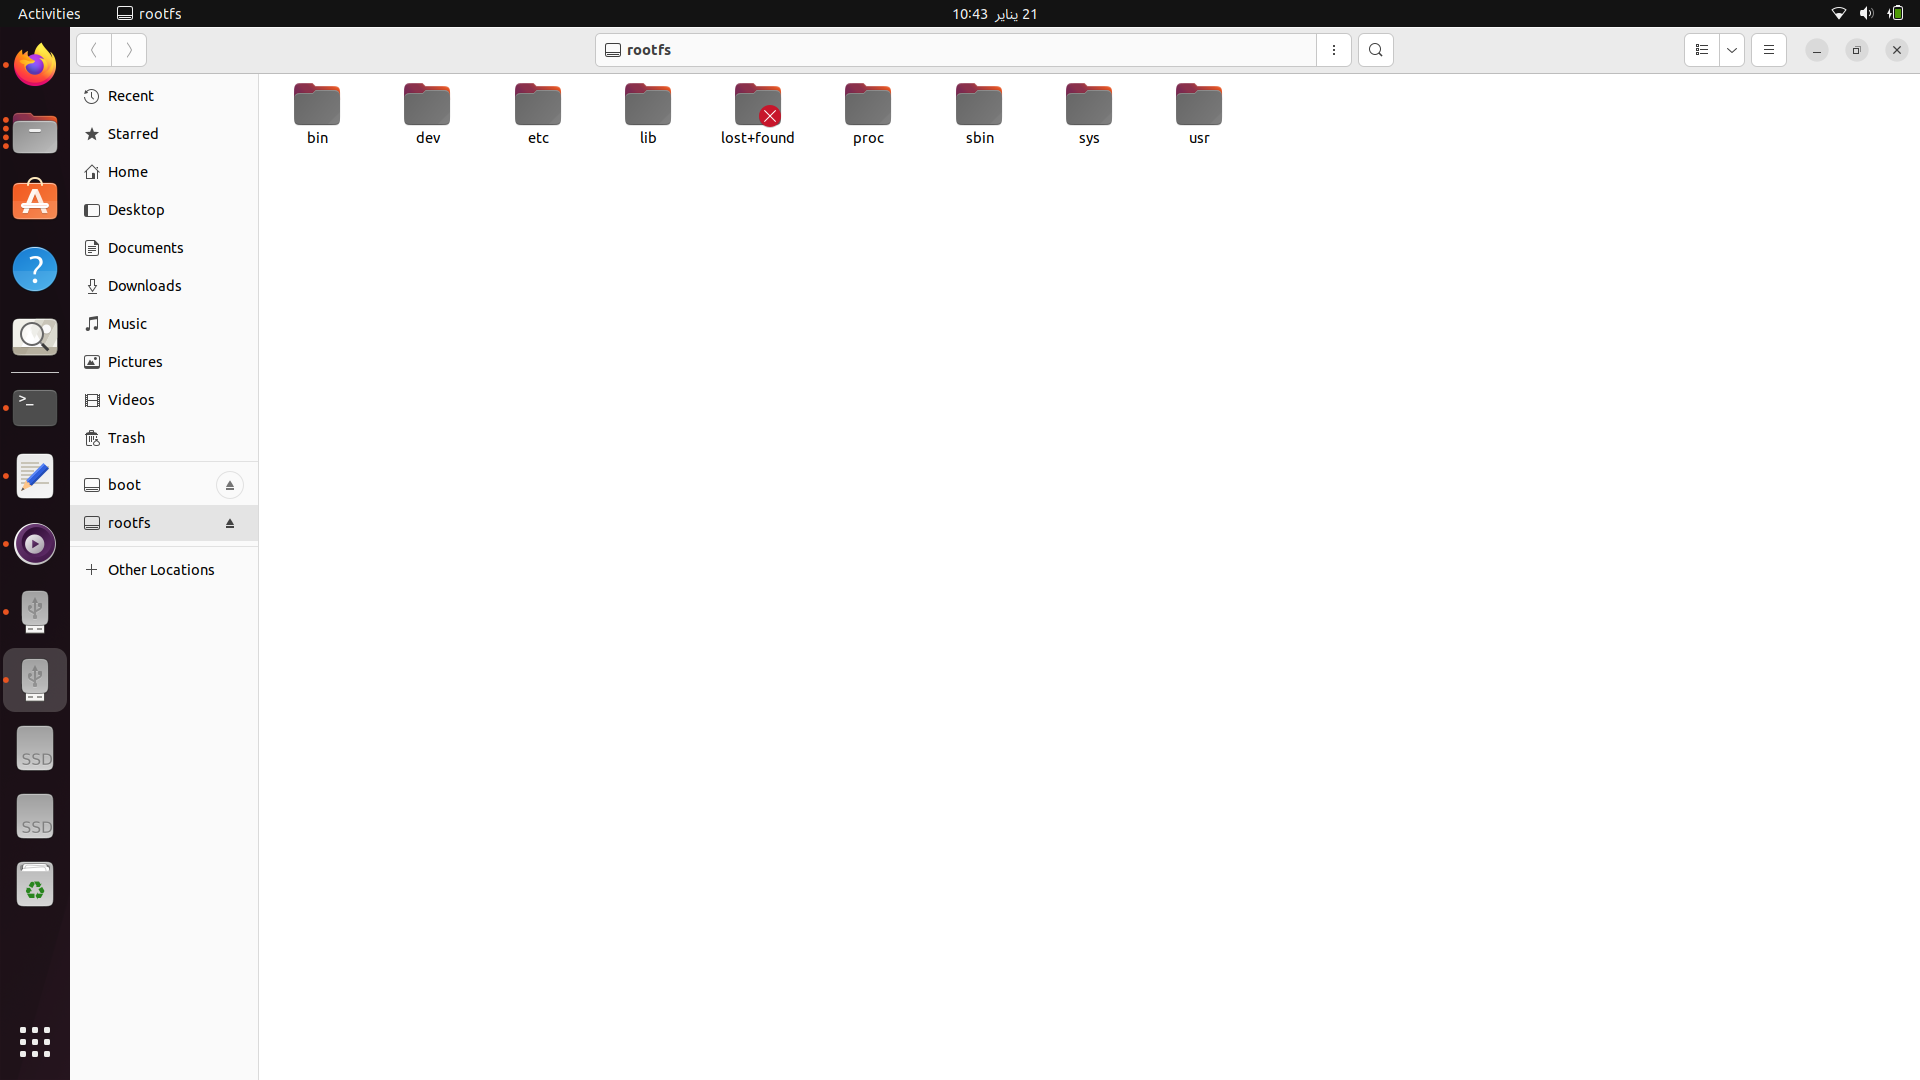 Activities
rootfs
21 يناير 10:43
rootfs
Recent
Starred
Home
Desktop
Documents
Downloads
Music
Pictures
Videos
Trash
boot
rootfs
Other Locations
bin dev etc lib lost+found proc sbin sys usr
>_
SSD
SSD